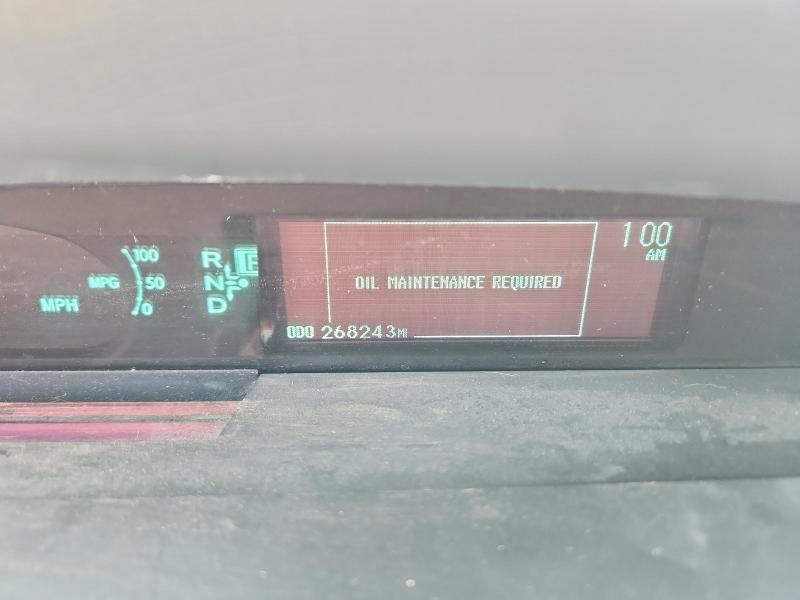 100
MPG 50
0
MPH
R
N
D
P
1:00
AM
OIL MAINTENANCE REQUIRED
ODO 268243 MI